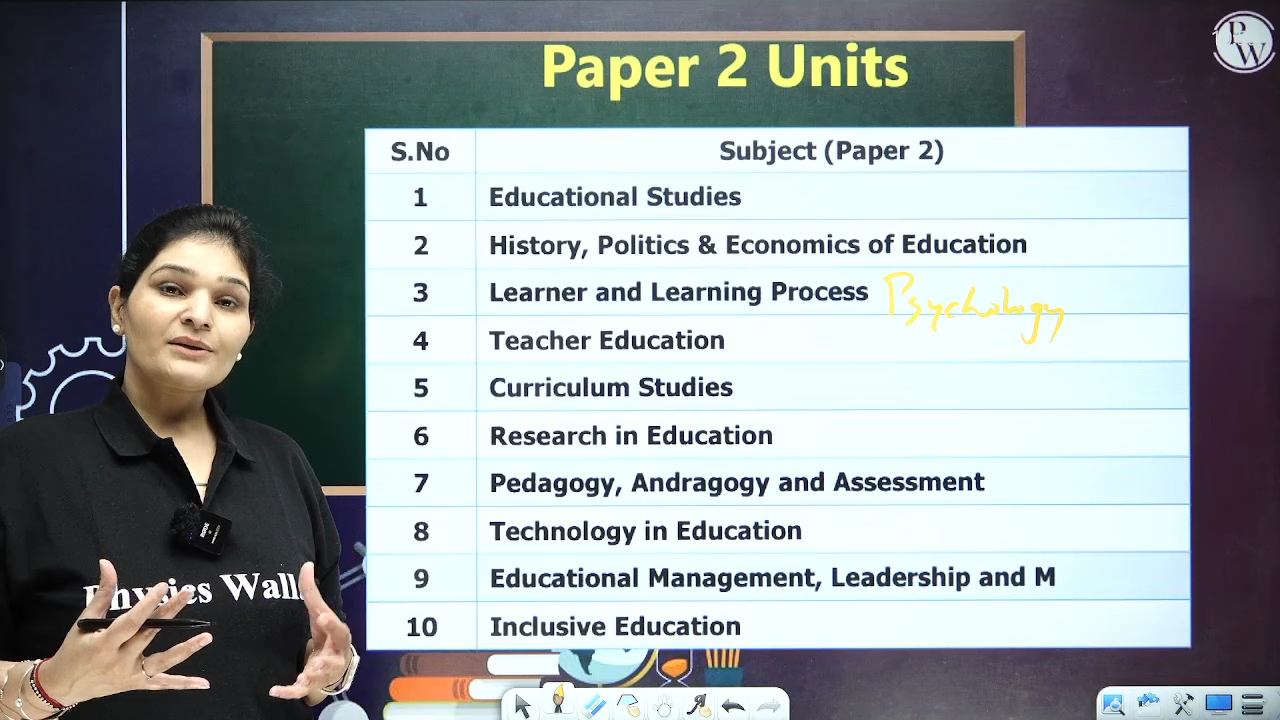 Paper 2 Units
PW
S.No Subject (Paper 2)
1 Educational Studies
2 History, Politics & Economics of Education
3 Learner and Learning Process Psychology
4 Teacher Education
5 Curriculum Studies
6 Research in Education
7 Pedagogy, Andragogy and Assessment
8 Technology in Education
9 Educational Management, Leadership and M
10 Inclusive Education
Physics Walla